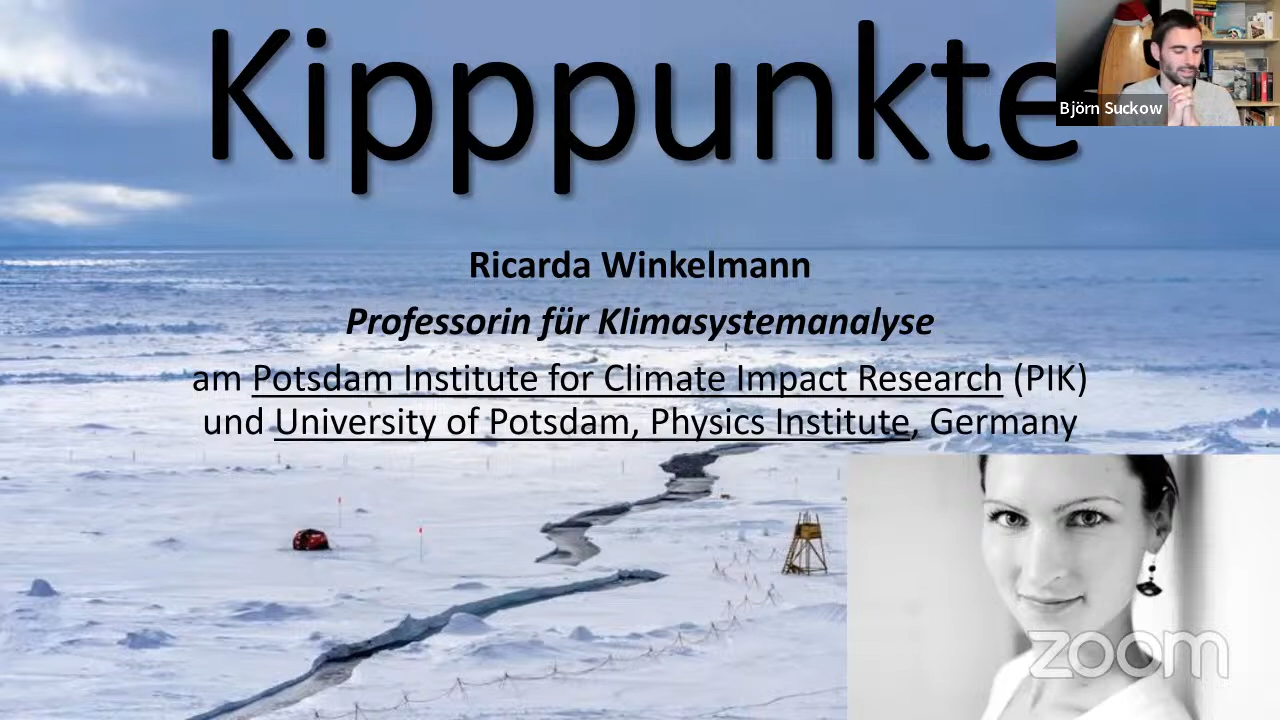 Kipppunkte
Björn Suckow
Ricarda Winkelmann
Professorin für Klimasystemanalyse
am Potsdam Institute for Climate Impact Research (PIK)
und University of Potsdam, Physics Institute, Germany
zoom